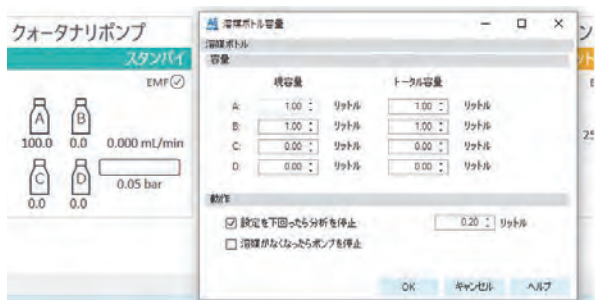 クォータナリポンプ
スタンバイ
EMF
A B
100.0 0.0 0.000 mL/min
C D
0.0 0.0 0.05 bar
溶媒ボトル容量
溶媒ボトル
容量
現容量 トータル容量
A: 1.00 リットル 1.00 リットル
B: 1.00 リットル 1.00 リットル
C: 0.00 リットル 0.00 リットル
D: 0.00 リットル 0.00 リットル
動作
設定を下回ったら分析を停止 0.20 リットル
溶媒がなくなったらポンプを停止
OK キャンセル ヘルプ